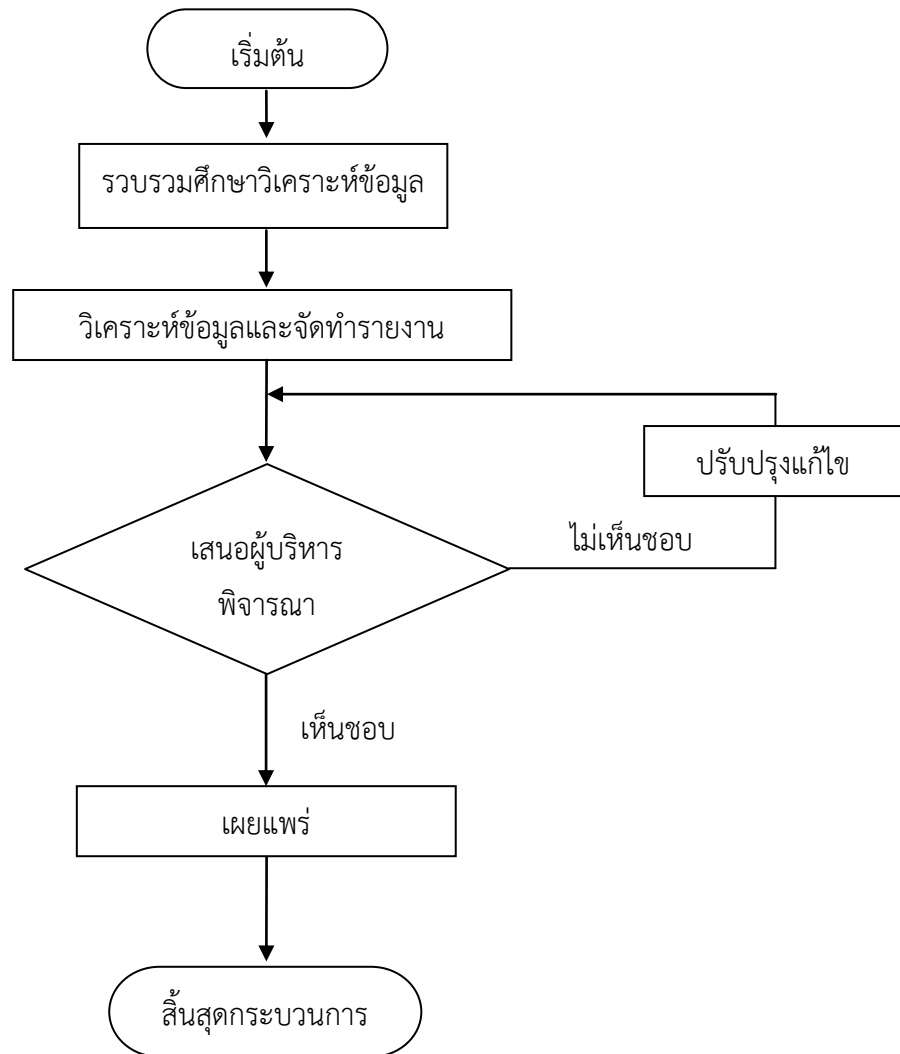 เริ่มต้น
รวบรวมศึกษาวิเคราะห์ข้อมูล
วิเคราะห์ข้อมูลและจัดทำรายงาน
ปรับปรุงแก้ไข
ไม่เห็นชอบ
เสนอผู้บริหาร
พิจารณา
เห็นชอบ
เผยแพร่
สิ้นสุดกระบวนการ